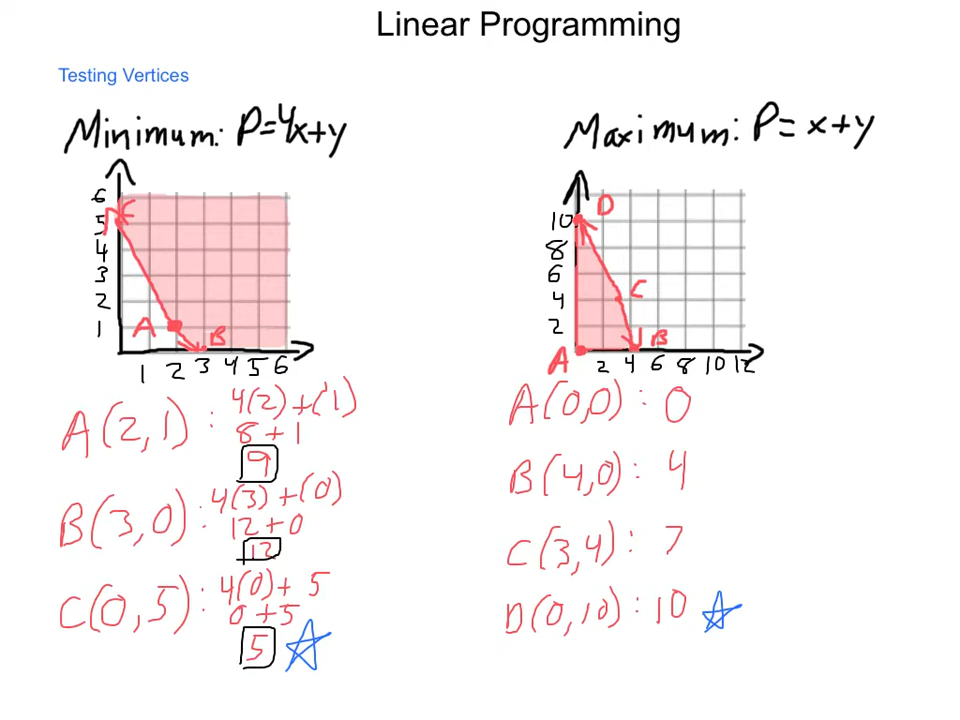 Linear Programming
Testing Vertices
Minimum: P=4x+y
6
5
4
3
2
1
C
A
B
1 2 3 4 5 6
A(2,1): 4(2)+(1)
8+1
9
B(3,0): 4(3)+(0)
12+0
12
C(0,5): 4(0)+ 5
0+5
5
Maximum: P= x+y
10
8
6
4
2
D
C
B
A
2 4 6 8 10 12
A(0,0): 0
B(4,0): 4
C(3,4): 7
D(0,10): 10